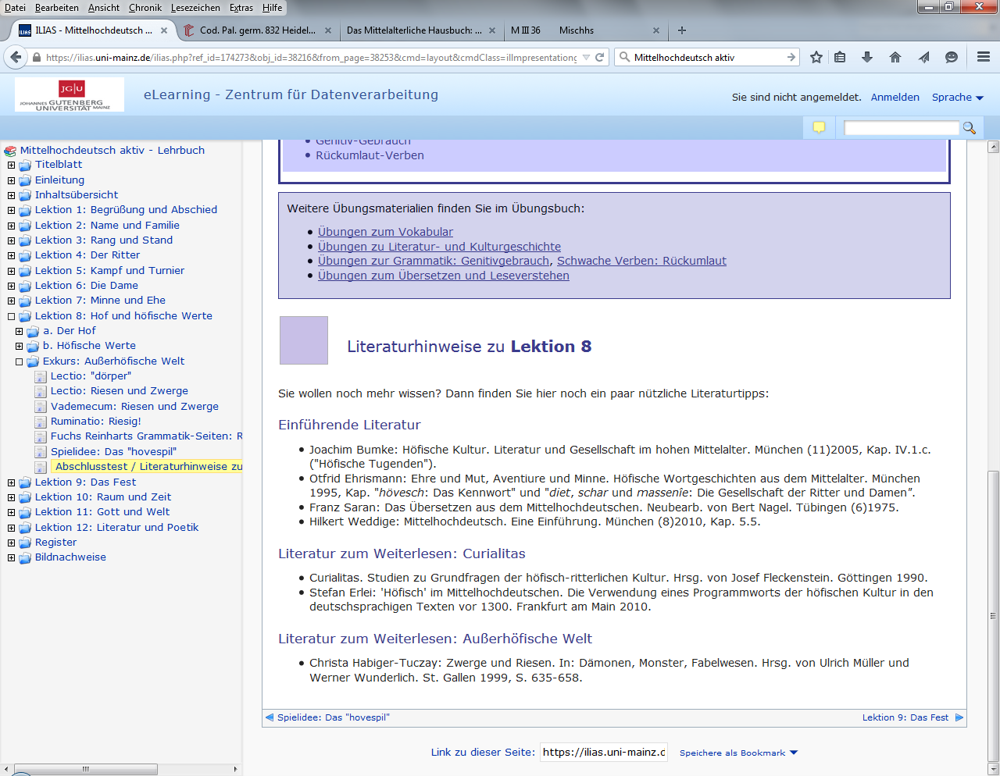 Datei Bearbeiten Ansicht Chronik Lesezeichen Extras Hilfe
ILIAS - Mittelhochdeutsch ... Cod. Pal. germ. 832 Heidel... Das Mittelalterliche Hausbuch: ... M III 36 Mischhs
https://ilias.uni-mainz.de/ilias.php?ref_id=174273&obj_id=38216&from_page=38253&cmd=layout&cmdClass=illmpresentationg Mittelhochdeutsch aktiv
JG|U
JOHANNES GUTENBERG
UNIVERSITÄT MAINZ
eLearning - Zentrum für Datenverarbeitung
Sie sind nicht angemeldet. Anmelden Sprache
Mittelhochdeutsch aktiv - Lehrbuch
Titelblatt
Einleitung
Inhaltsübersicht
Lektion 1: Begrüßung und Abschied
Lektion 2: Name und Familie
Lektion 3: Rang und Stand
Lektion 4: Der Ritter
Lektion 5: Kampf und Turnier
Lektion 6: Die Dame
Lektion 7: Minne und Ehe
Lektion 8: Hof und höfische Werte
a. Der Hof
b. Höfische Werte
Exkurs: Außerhöfische Welt
Lectio: "dörper"
Lectio: Riesen und Zwerge
Vademecum: Riesen und Zwerge
Ruminatio: Riesig!
Fuchs Reinharts Grammatik-Seiten: R
Spielidee: Das "hovespil"
Abschlusstest / Literaturhinweise zu
Lektion 9: Das Fest
Lektion 10: Raum und Zeit
Lektion 11: Gott und Welt
Lektion 12: Literatur und Poetik
Register
Bildnachweise
Genitiv-Gebrauch
Rückumlaut-Verben
Weitere Übungsmaterialien finden Sie im Übungsbuch:
Übungen zum Vokabular
Übungen zu Literatur- und Kulturgeschichte
Übungen zur Grammatik: Genitivgebrauch, Schwache Verben: Rückumlaut
Übungen zum Übersetzen und Leseverstehen
Literaturhinweise zu Lektion 8
Sie wollen noch mehr wissen? Dann finden Sie hier noch ein paar nützliche Literaturtipps:
Einführende Literatur
Joachim Bumke: Höfische Kultur. Literatur und Gesellschaft im hohen Mittelalter. München (11)2005, Kap. IV.1.c.
("Höfische Tugenden").
Otfrid Ehrismann: Ehre und Mut, Aventiure und Minne. Höfische Wortgeschichten aus dem Mittelalter. München
1995, Kap. "hövesch: Das Kennwort" und "diet, schar und massenîe: Die Gesellschaft der Ritter und Damen".
Franz Saran: Das Übersetzen aus dem Mittelhochdeutschen. Neubearb. von Bert Nagel. Tübingen (6)1975.
Hilkert Weddige: Mittelhochdeutsch. Eine Einführung. München (8)2010, Kap. 5.5.
Literatur zum Weiterlesen: Curialitas
Curialitas. Studien zu Grundfragen der höfisch-ritterlichen Kultur. Hrsg. von Josef Fleckenstein. Göttingen 1990.
Stefan Erlei: 'Höfisch' im Mittelhochdeutschen. Die Verwendung eines Programmworts der höfischen Kultur in den
deutschsprachigen Texten vor 1300. Frankfurt am Main 2010.
Literatur zum Weiterlesen: Außerhöfische Welt
Christa Habiger-Tuczay: Zwerge und Riesen. In: Dämonen, Monster, Fabelwesen. Hrsg. von Ulrich Müller und
Werner Wunderlich. St. Gallen 1999, S. 635-658.
Spielidee: Das "hovespil" Lektion 9: Das Fest
Link zu dieser Seite: https://ilias.uni-mainz.d Speichere als Bookmark